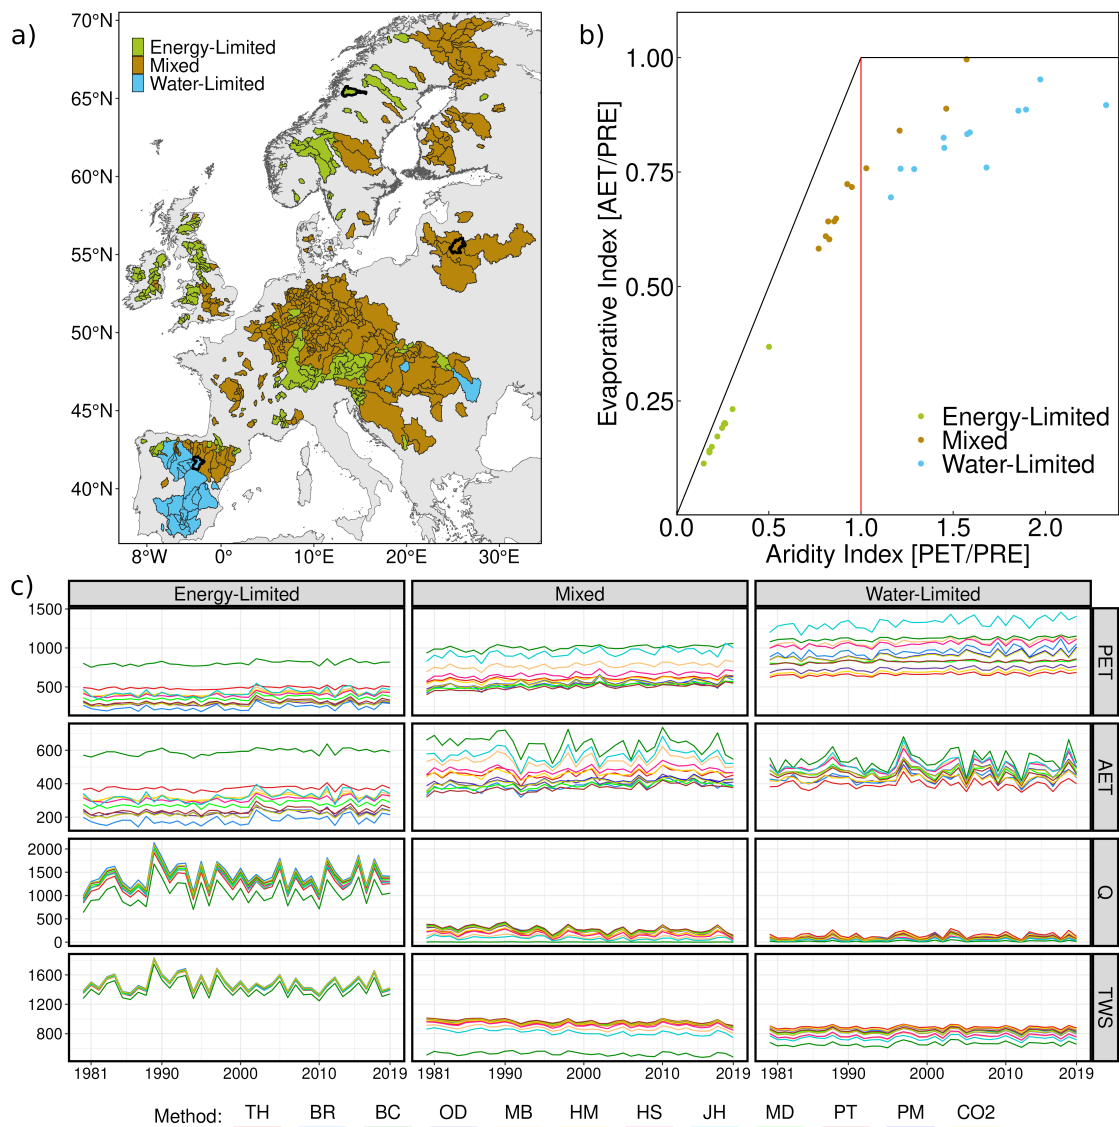 a)
70°N
65°N
60°N
55°N
50°N
45°N
40°N
8°W 0° 10°E 20°E 30°E
Energy-Limited
Mixed
Water-Limited
b)
Evaporative Index [AET/PRE]
1.00
0.75
0.50
0.25
0.0 0.5 1.0 1.5 2.0
Aridity Index [PET/PRE]
Energy-Limited
Mixed
Water-Limited
c)
Energy-Limited Mixed Water-Limited
1500
1000
500
PET
600
400
200
AET
2000
1500
1000
500
0
Q
1600
1200
800
TWS
1981 1990 2000 2010 2019 1981 1990 2000 2010 2019 1981 1990 2000 2010 2019
Method: TH BR BC OD MB HM HS JH MD PT PM CO2